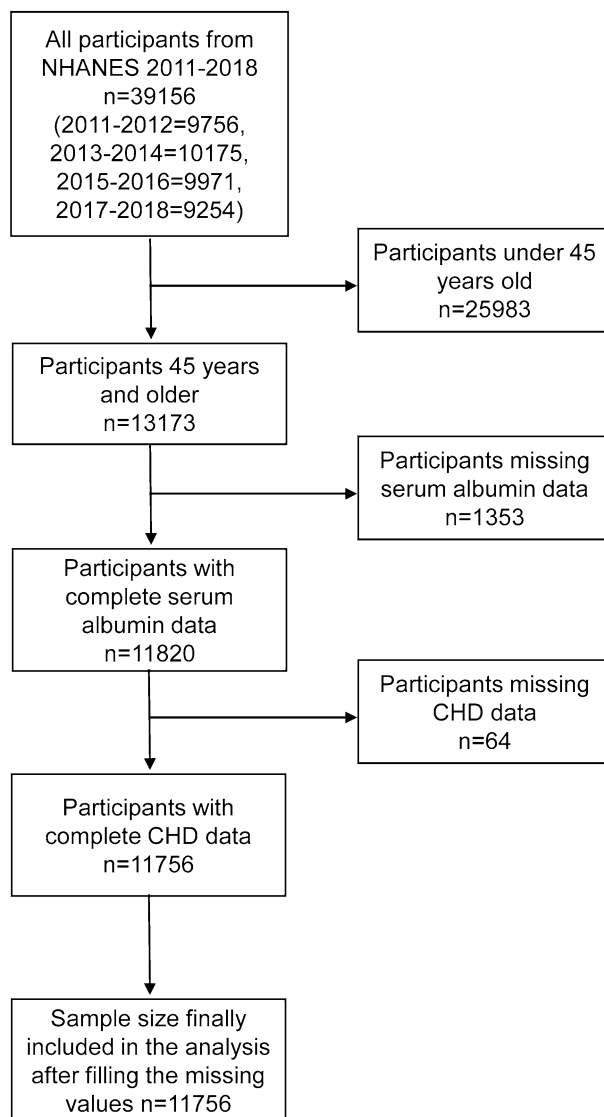 All participants from
NHANES 2011-2018
n=39156
(2011-2012=9756,
2013-2014=10175,
2015-2016=9971,
2017-2018=9254)
Participants under 45
years old
n=25983
Participants 45 years
and older
n=13173
Participants missing
serum albumin data
n=1353
Participants with
complete serum
albumin data
n=11820
Participants missing
CHD data
n=64
Participants with
complete CHD data
n=11756
Sample size finally
included in the analysis
after filling the missing
values n=11756